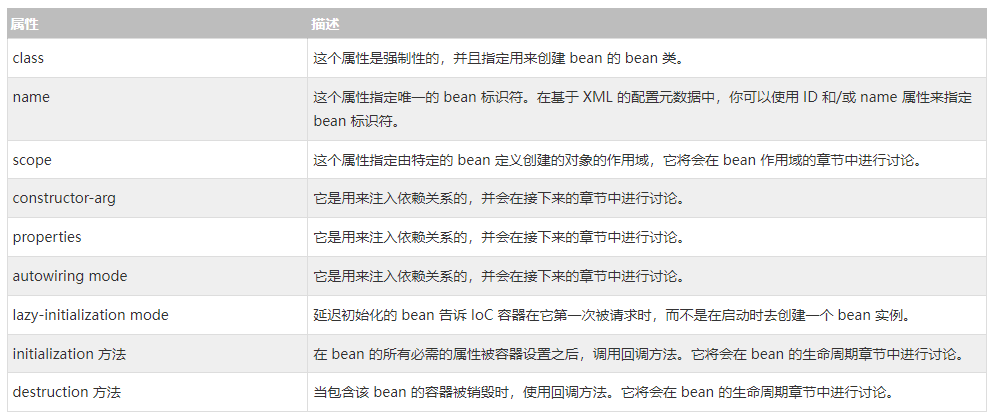 属性 描述
class 这个属性是强制性的，并且指定用来创建 bean 的 bean 类。
name 这个属性指定唯一的 bean 标识符。在基于 XML 的配置元数据中，你可以使用 ID 和/或 name 属性来指定
bean 标识符。
scope 这个属性指定由特定的 bean 定义创建的对象的作用域，它将会在 bean 作用域的章节中进行讨论。
constructor-arg 它是用来注入依赖关系的，并会在接下来的章节中进行讨论。
properties 它是用来注入依赖关系的，并会在接下来的章节中进行讨论。
autowiring mode 它是用来注入依赖关系的，并会在接下来的章节中进行讨论。
lazy-initialization mode 延迟初始化的 bean 告诉 IoC 容器在它第一次被请求时，而不是在启动时去创建一个 bean 实例。
initialization 方法 在 bean 的所有必需的属性被容器设置之后，调用回调方法。它将会在 bean 的生命周期章节中进行讨论。
destruction 方法 当包含该 bean 的容器被销毁时，使用回调方法。它将会在 bean 的生命周期章节中进行讨论。